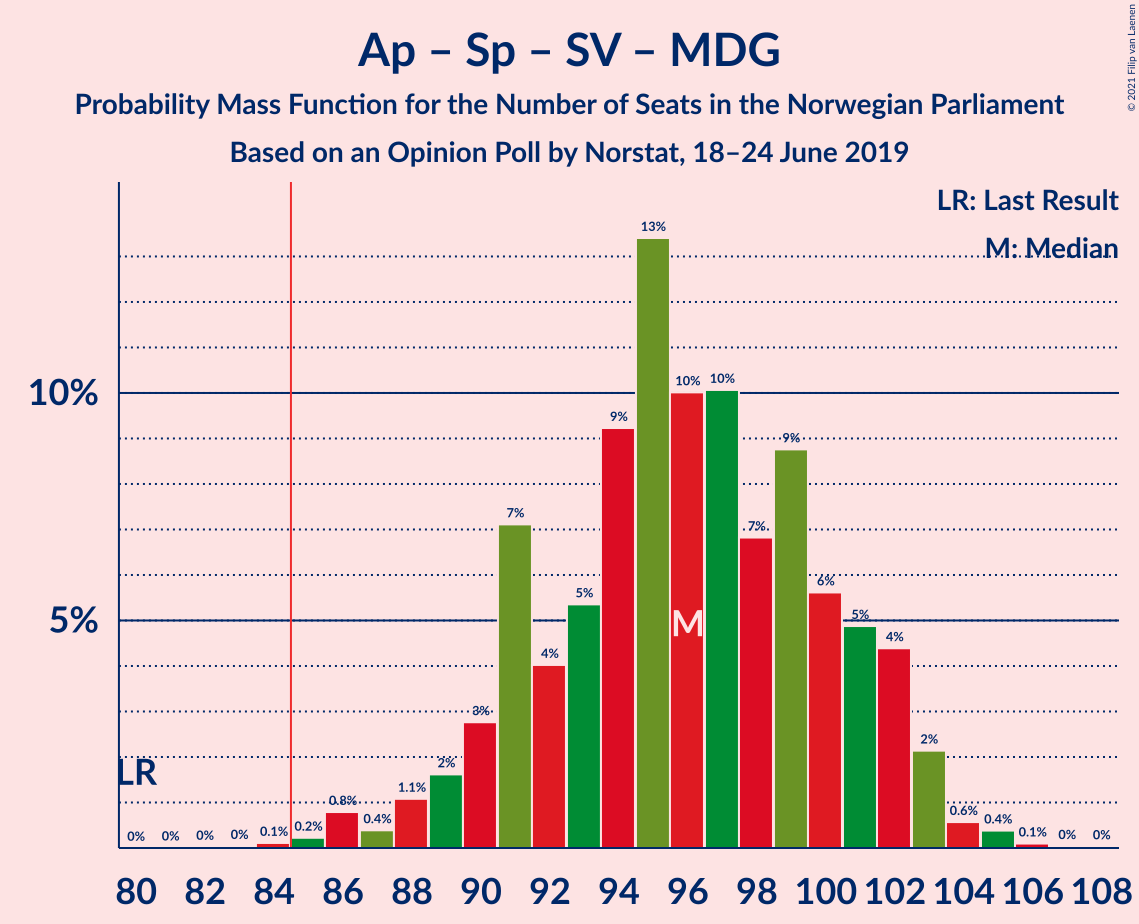 Ap – Sp – SV – MDG
Probability Mass Function for the Number of Seats in the Norwegian Parliament
Based on an Opinion Poll by Norstat, 18–24 June 2019
© 2021 Filip van Laenen
LR: Last Result
M: Median
13%
10% 10%
10%
9%
9%
7%
7%
6%
5%
5%
5%
M
4%
4%
3%
2%
2%
LR
1.1%
0.8%
0.6%
0% 0% 0% 0% 0.1% 0.2% 0.4% 0.4% 0.1% 0% 0%
80 82 84 86 88 90 92 94 96 98 100 102 104 106 108